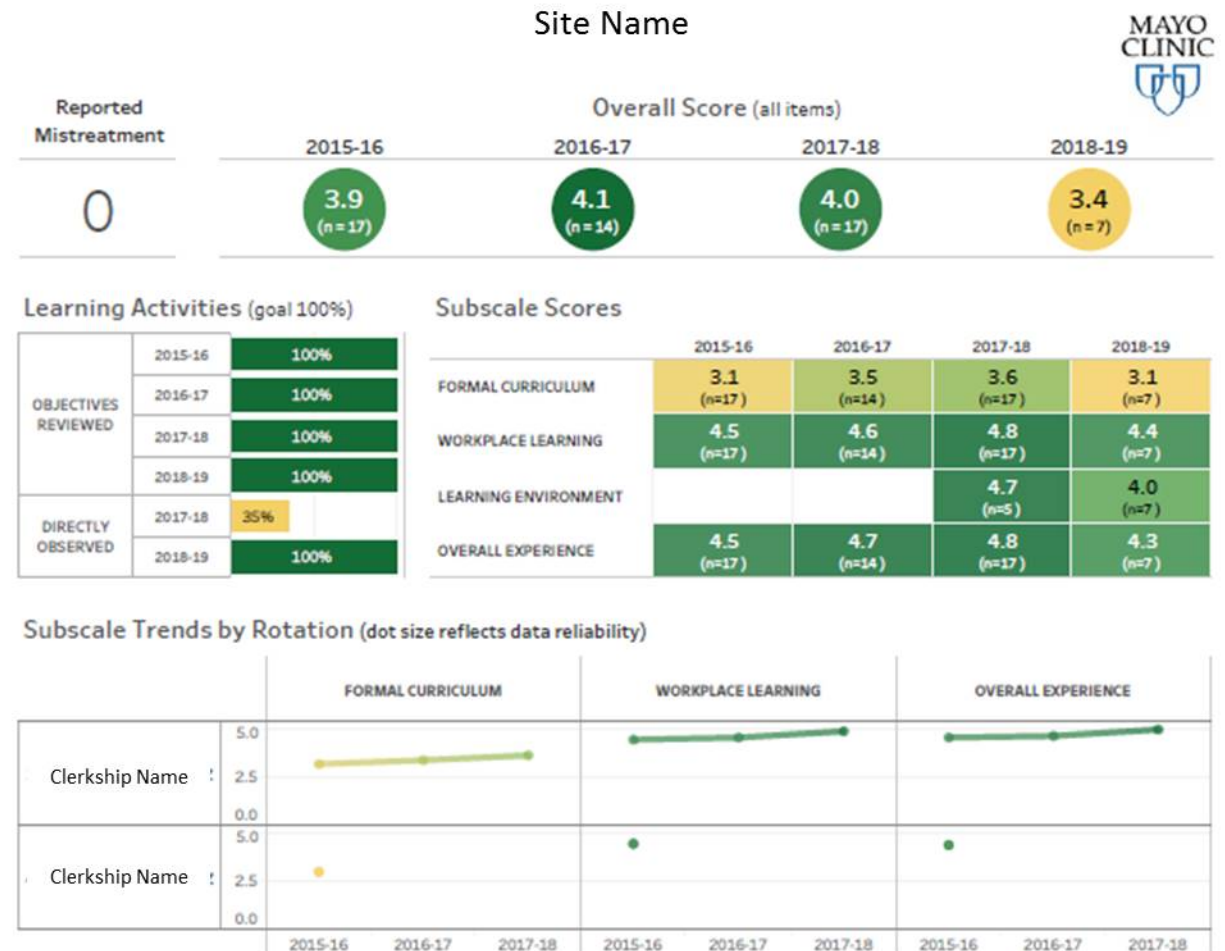 Site Name
MAYO
CLINIC
Reported
Mistreatment
0
Overall Score (all items)
2015-16 2016-17 2017-18 2018-19
3.9 4.1 4.0 3.4
(n=17) (n=14) (n=17) (n=7)
Learning Activities (goal 100%)
OBJECTIVES
REVIEWED
2015-16 100%
2016-17 100%
2017-18 100%
2018-19 100%
DIRECTLY
OBSERVED
2017-18 35%
2018-19 100%
Subscale Scores
2015-16 2016-17 2017-18 2018-19
FORMAL CURRICULUM 3.1 3.5 3.6 3.1
(n=17) (n=14) (n=17) (n=7)
WORKPLACE LEARNING 4.5 4.6 4.8 4.4
(n=17) (n=14) (n=17) (n=7)
LEARNING ENVIRONMENT 4.7 4.0
(n=5) (n=7)
OVERALL EXPERIENCE 4.5 4.7 4.8 4.3
(n=17) (n=14) (n=17) (n=7)
Subscale Trends by Rotation (dot size reflects data reliability)
FORMAL CURRICULUM WORKPLACE LEARNING OVERALL EXPERIENCE
Clerkship Name
5.0
2.5
0.0
Clerkship Name
5.0
2.5
0.0
2015-16 2016-17 2017-18 2015-16 2016-17 2017-18 2015-16 2016-17 2017-18